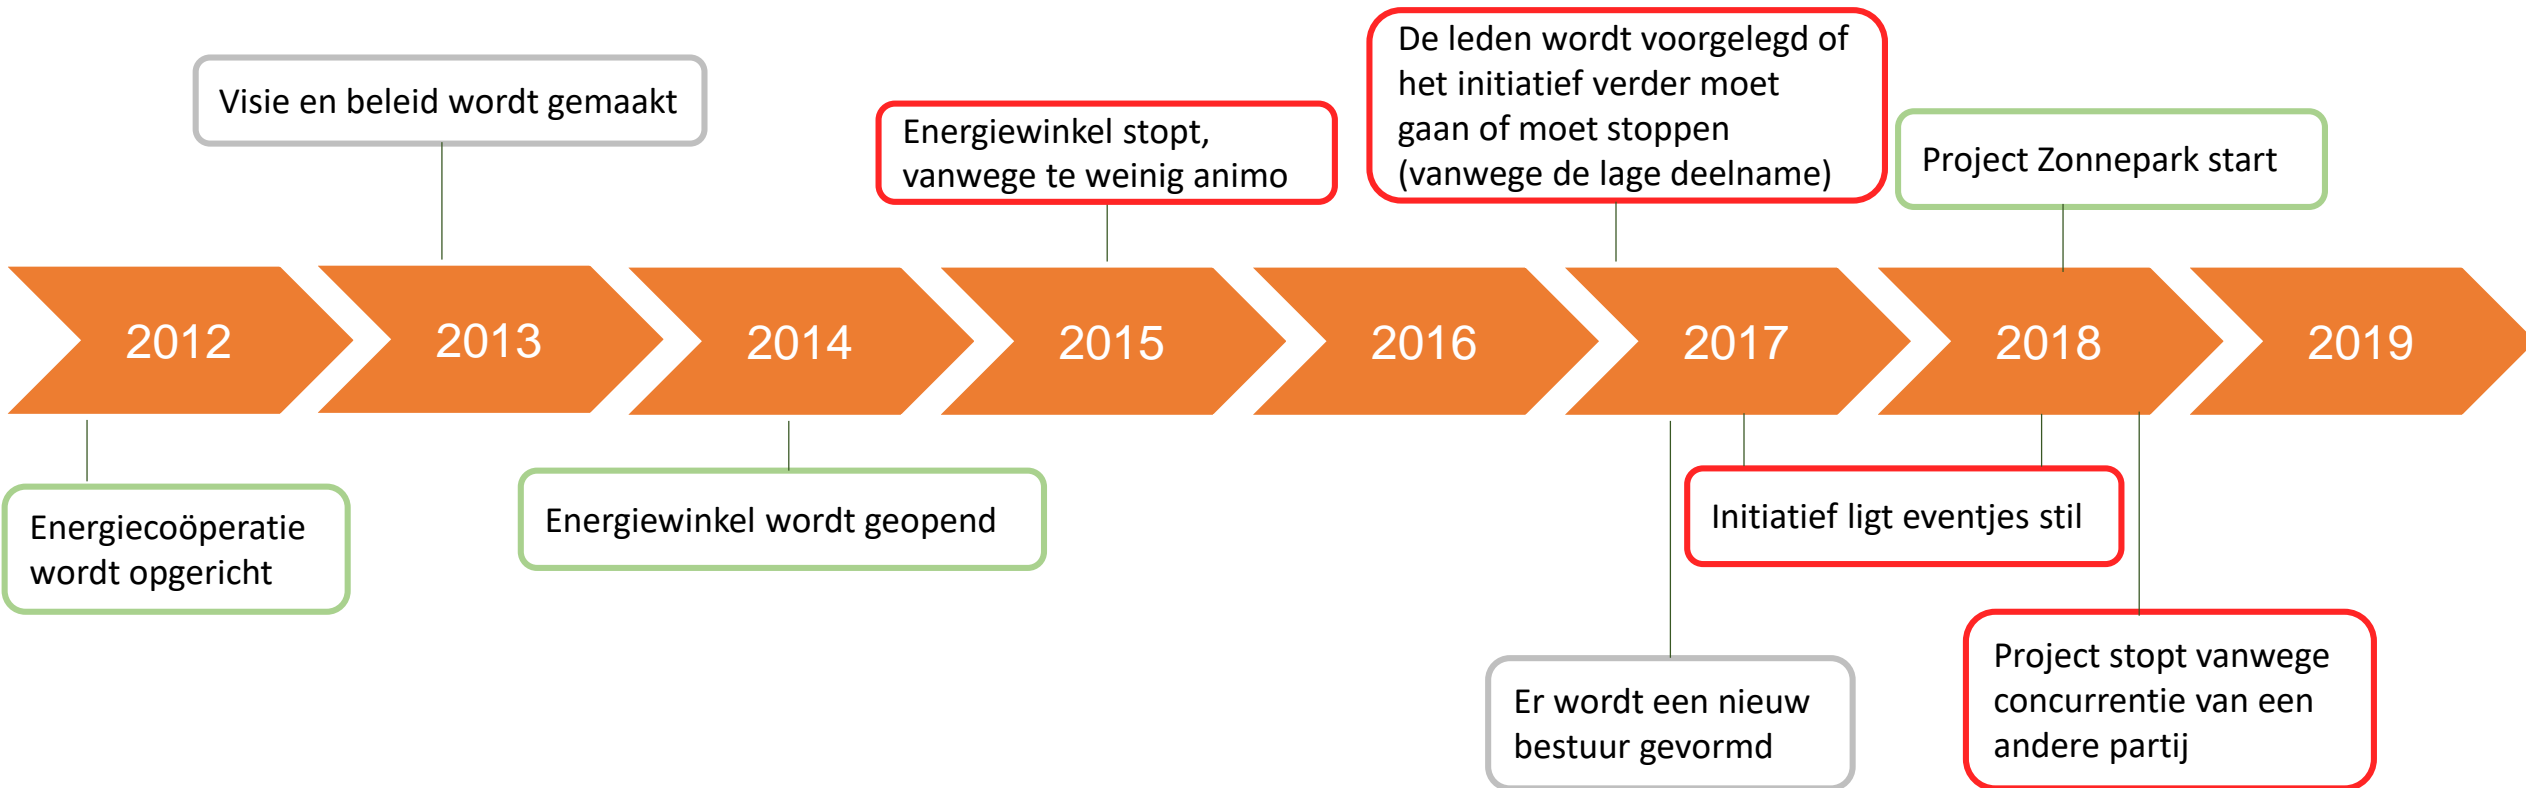 De leden wordt voorgelegd of
het initiatief verder moet
gaan of moet stoppen
(vanwege de lage deelname)
Visie en beleid wordt gemaakt
Energiewinkel stopt,
vanwege te weinig animo
Project Zonnepark start
2012
2013
2014
2015
2016
2017
2018
2019
Energiecoöperatie
wordt opgericht
Energiewinkel wordt geopend
Initiatief ligt eventjes stil
Er wordt een nieuw
bestuur gevormd
Project stopt vanwege
concurrentie van een
andere partij